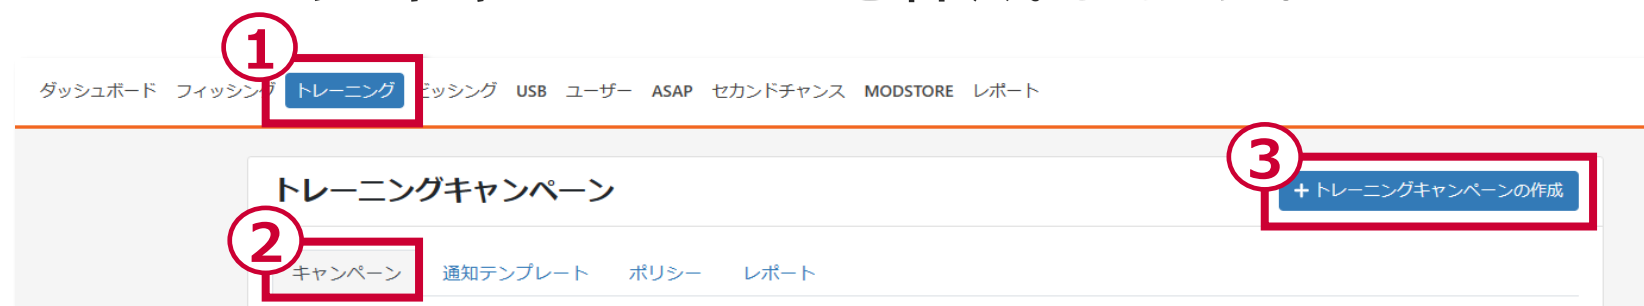 1
ダッシュボード フィッシング トレーニング ビッシング USB ユーザー ASAP セカンドチャンス MODSTORE レポート
3
トレーニングキャンペーン
+トレーニングキャンペーンの作成
2
キャンペーン 通知テンプレート ポリシー レポート